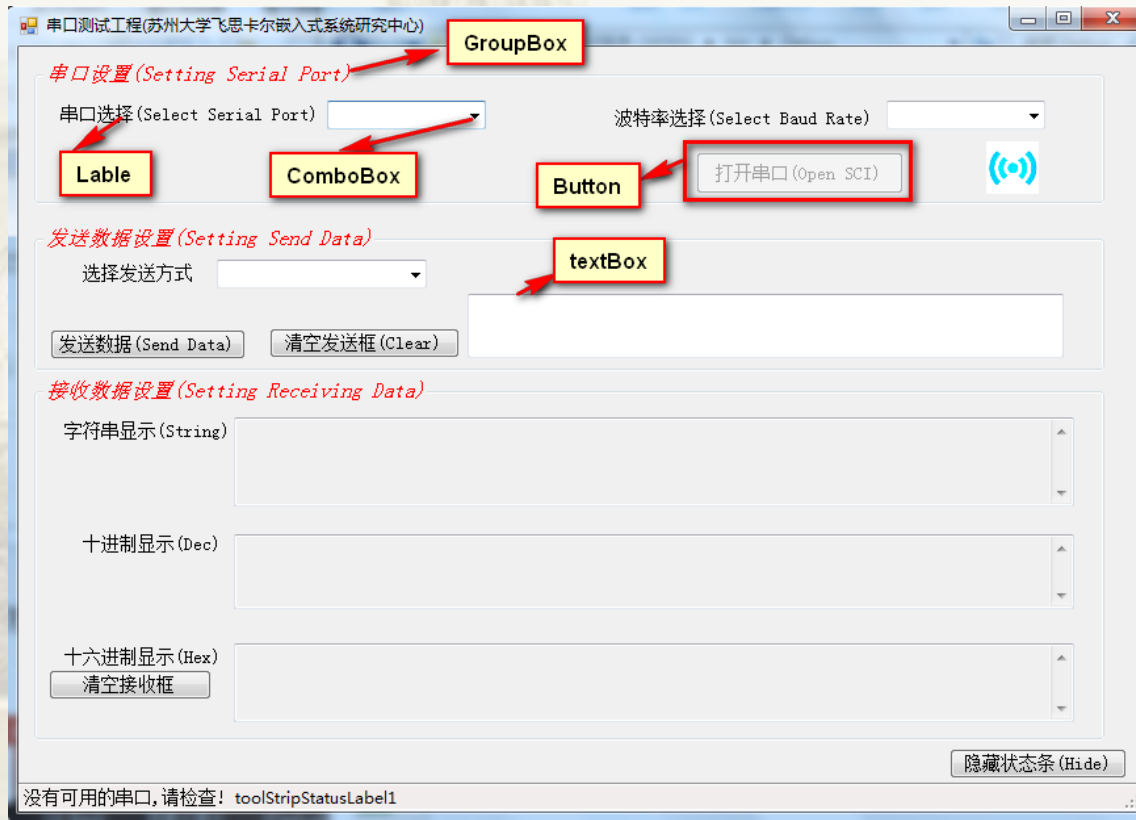 串口测试工程(苏州大学飞思卡尔嵌入式系统研究中心)
GroupBox
串口设置(Setting Serial Port)
串口选择(Select Serial Port)
波特率选择(Select Baud Rate)
Lable
ComboBox
Button
打开串口(Open SCI)
发送数据设置(Setting Send Data)
textBox
选择发送方式
发送数据(Send Data)
清空发送框(Clear)
接收数据设置(Setting Receiving Data)
字符串显示(String)
十进制显示(Dec)
十六进制显示(Hex)
清空接收框
隐藏状态条(Hide)
没有可用的串口,请检查! toolStripStatusLabel1